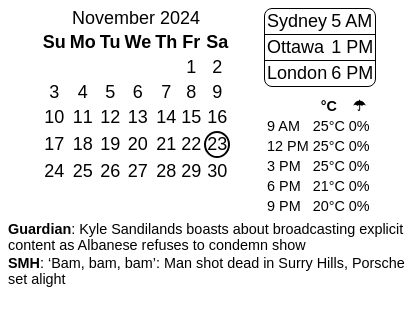 November 2024
Su Mo Tu We Th Fr Sa
1 2
3 4 5 6 7 8 9
10 11 12 13 14 15 16
17 18 19 20 21 22 23
24 25 26 27 28 29 30
Sydney 5 AM
Ottawa 1 PM
London 6 PM
°C ☂
9 AM 25°C 0%
12 PM 25°C 0%
3 PM 25°C 0%
6 PM 21°C 0%
9 PM 20°C 0%
Guardian: Kyle Sandilands boasts about broadcasting explicit
content as Albanese refuses to condemn show
SMH: ‘Bam, bam, bam’: Man shot dead in Surry Hills, Porsche
set alight